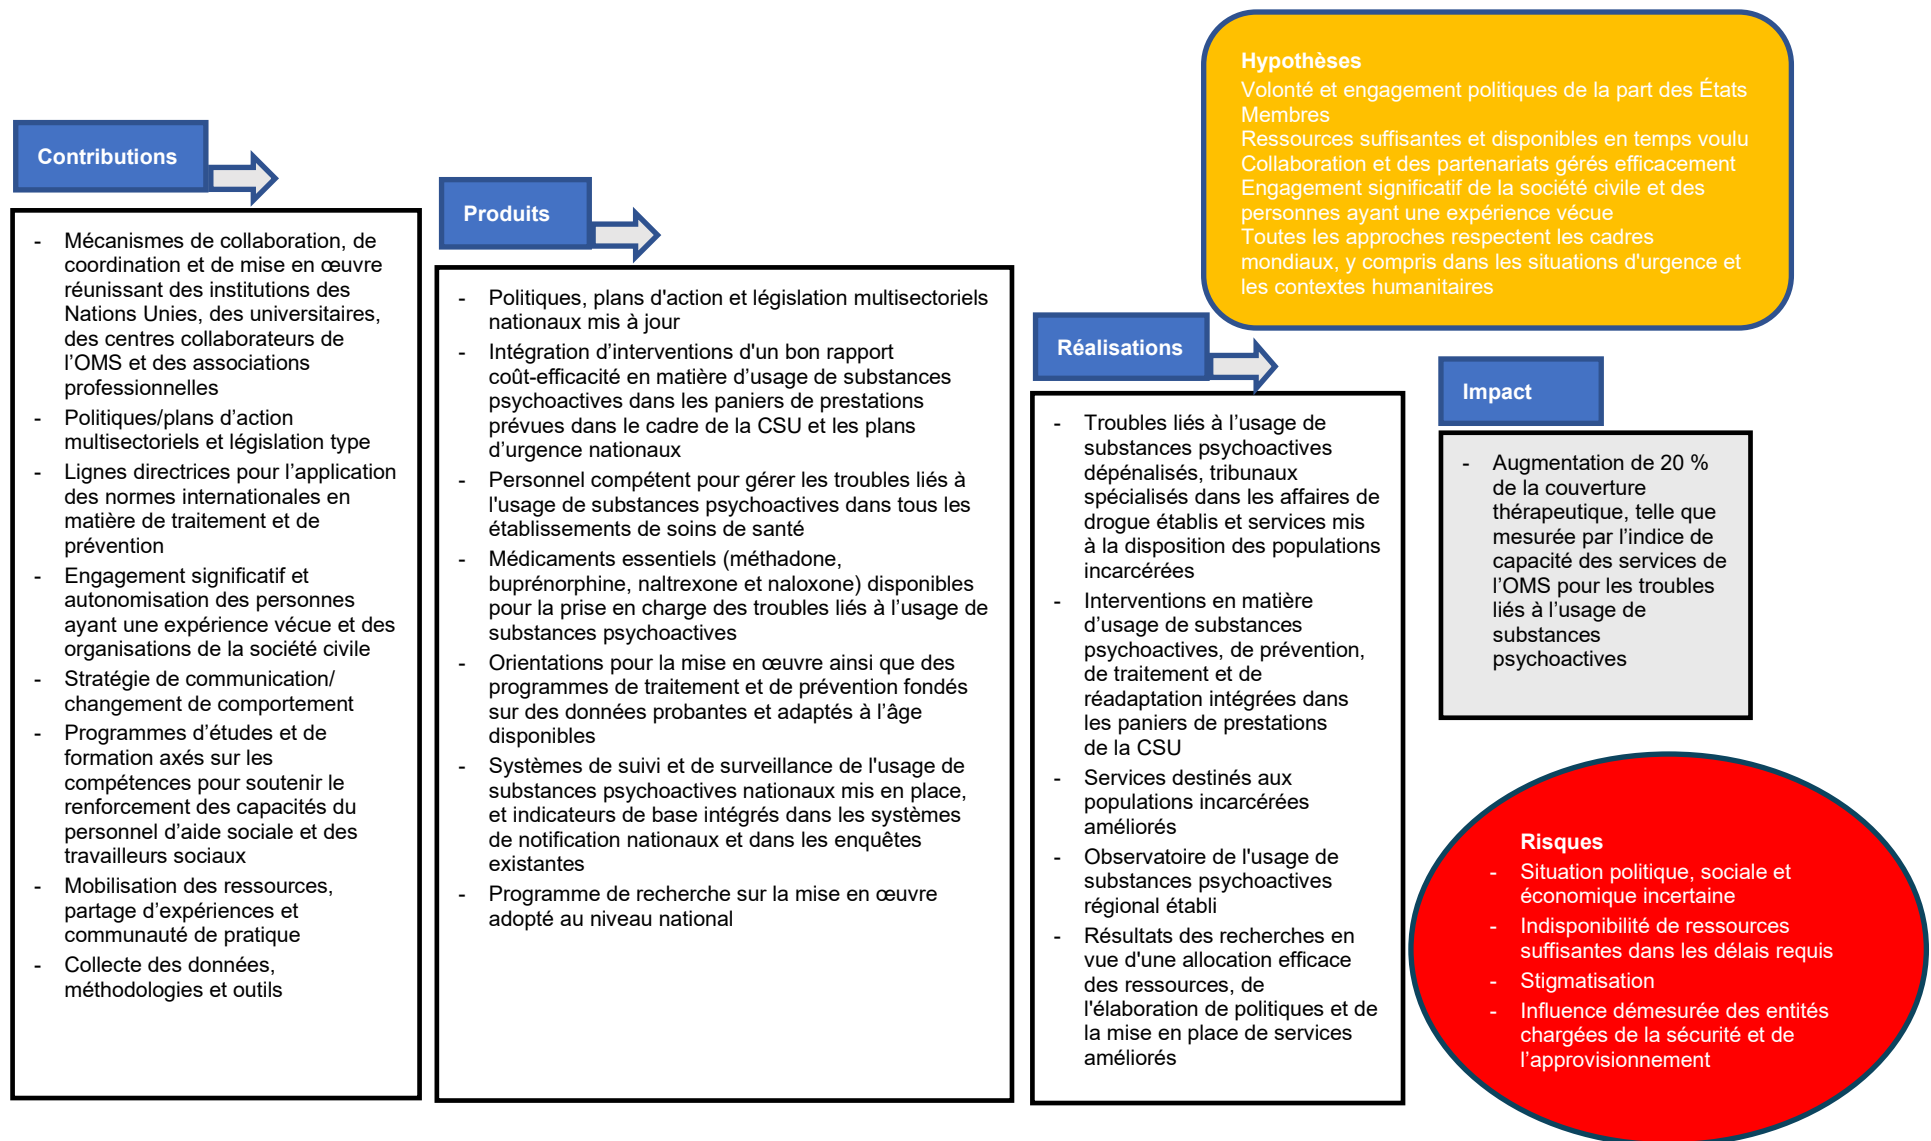 Hypothèses
Volonté et engagement politiques de la part des États
Membres
Ressources suffisantes et disponibles en temps voulu
Collaboration et des partenariats gérés efficacement
Engagement significatif de la société civile et des
personnes ayant une expérience vécue
Toutes les approches respectent les cadres
mondiaux, y compris dans les situations d'urgence et
les contextes humanitaires
Contributions
- Mécanismes de collaboration, de
coordination et de mise en œuvre
réunissant des institutions des
Nations Unies, des universitaires,
des centres collaborateurs de
l’OMS et des associations
professionnelles
- Politiques/plans d’action
multisectoriels et législation type
- Lignes directrices pour l’application
des normes internationales en
matière de traitement et de
prévention
- Engagement significatif et
autonomisation des personnes
ayant une expérience vécue et des
organisations de la société civile
- Stratégie de communication/
changement de comportement
- Programmes d’études et de
formation axés sur les
compétences pour soutenir le
renforcement des capacités du
personnel d’aide sociale et des
travailleurs sociaux
- Mobilisation des ressources,
partage d’expériences et
communauté de pratique
- Collecte des données,
méthodologies et outils
Produits
- Politiques, plans d'action et législation multisectoriels
nationaux mis à jour
- Intégration d’interventions d'un bon rapport
coût-efficacité en matière d’usage de substances
psychoactives dans les paniers de prestations
prévues dans le cadre de la CSU et les plans
d’urgence nationaux
- Personnel compétent pour gérer les troubles liés à
l'usage de substances psychoactives dans tous les
établissements de soins de santé
- Médicaments essentiels (méthadone,
buprénorphine, naltrexone et naloxone) disponibles
pour la prise en charge des troubles liés à l’usage de
substances psychoactives
- Orientations pour la mise en œuvre ainsi que des
programmes de traitement et de prévention fondés
sur des données probantes et adaptés à l’âge
disponibles
- Systèmes de suivi et de surveillance de l'usage de
substances psychoactives nationaux mis en place,
et indicateurs de base intégrés dans les systèmes
de notification nationaux et dans les enquêtes
existantes
- Programme de recherche sur la mise en œuvre
adopté au niveau national
Réalisations
- Troubles liés à l’usage de
substances psychoactives
dépénalisés, tribunaux
spécialisés dans les affaires de
drogue établis et services mis
à la disposition des populations
incarcérées
- Interventions en matière
d’usage de substances
psychoactives, de prévention,
de traitement et de
réadaptation intégrées dans
les paniers de prestations
de la CSU
- Services destinés aux
populations incarcérées
améliorés
- Observatoire de l'usage de
substances psychoactives
régional établi
- Résultats des recherches en
vue d'une allocation efficace
des ressources, de
l'élaboration de politiques et de
la mise en place de services
améliorés
Impact
- Augmentation de 20 %
de la couverture
thérapeutique, telle que
mesurée par l’indice de
capacité des services de
l’OMS pour les troubles
liés à l’usage de
substances
psychoactives
Risques
- Situation politique, sociale et
économique incertaine
- Indisponibilité de ressources
suffisantes dans les délais requis
- Stigmatisation
- Influence démesurée des entités
chargées de la sécurité et de
l’approvisionnement